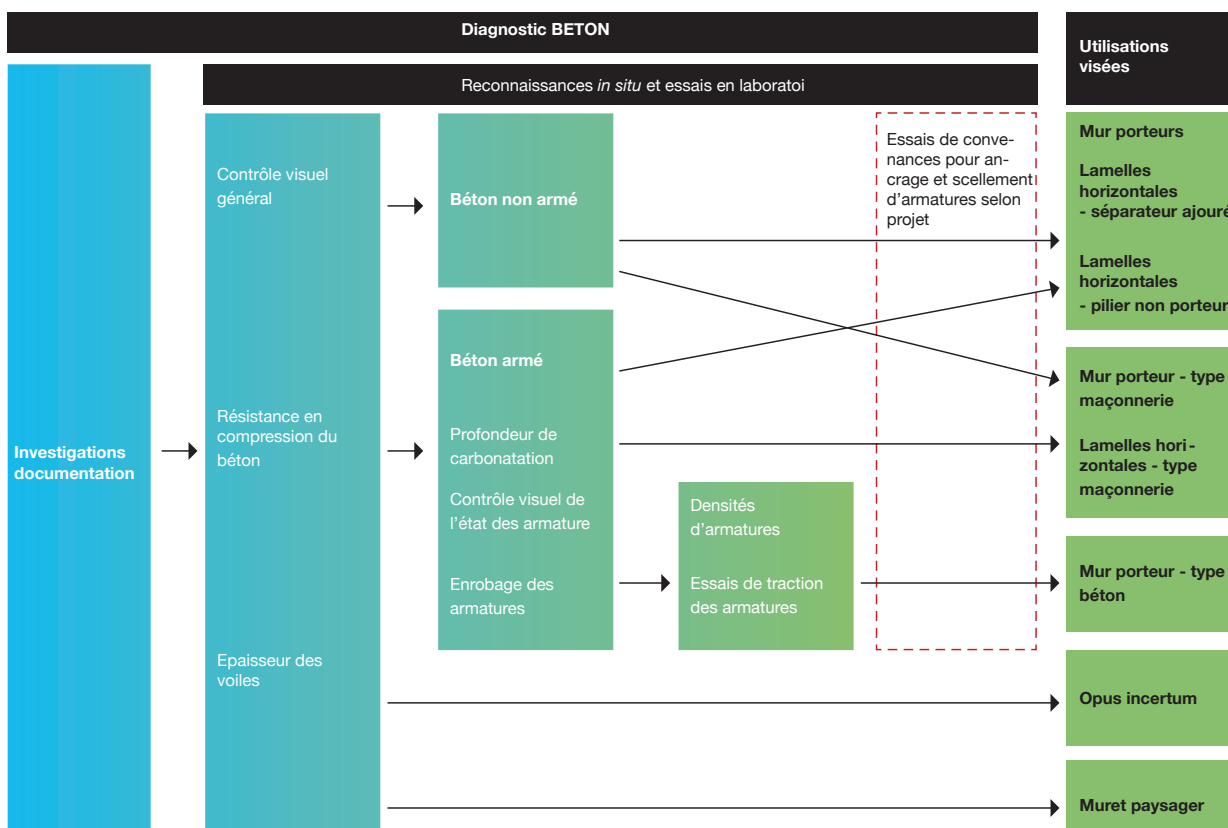 Diagnostic BETON
Utilisations
visées
Reconnaissances in situ et essais en laboratoi
Investigations
documentation
Contrôle visuel
général
Résistance en
compression du
béton
Epaisseur des
voiles
Béton non armé
Béton armé
Profondeur de
carbonatation
Contrôle visuel de
l'état des armature
Enrobage des
armatures
Densités
d'armatures
Essais de traction
des armatures
Essais de conve-
nances pour an-
crage et scellement
d'armatures selon
projet
Mur porteurs
Lamelles
horizontales
- séparateur ajouré
Lamelles
horizontales
- pilier non porteur
Mur porteur - type
maçonnerie
Lamelles hori-
zontales - type
maçonnerie
Mur porteur - type
béton
Opus incertum
Muret paysager